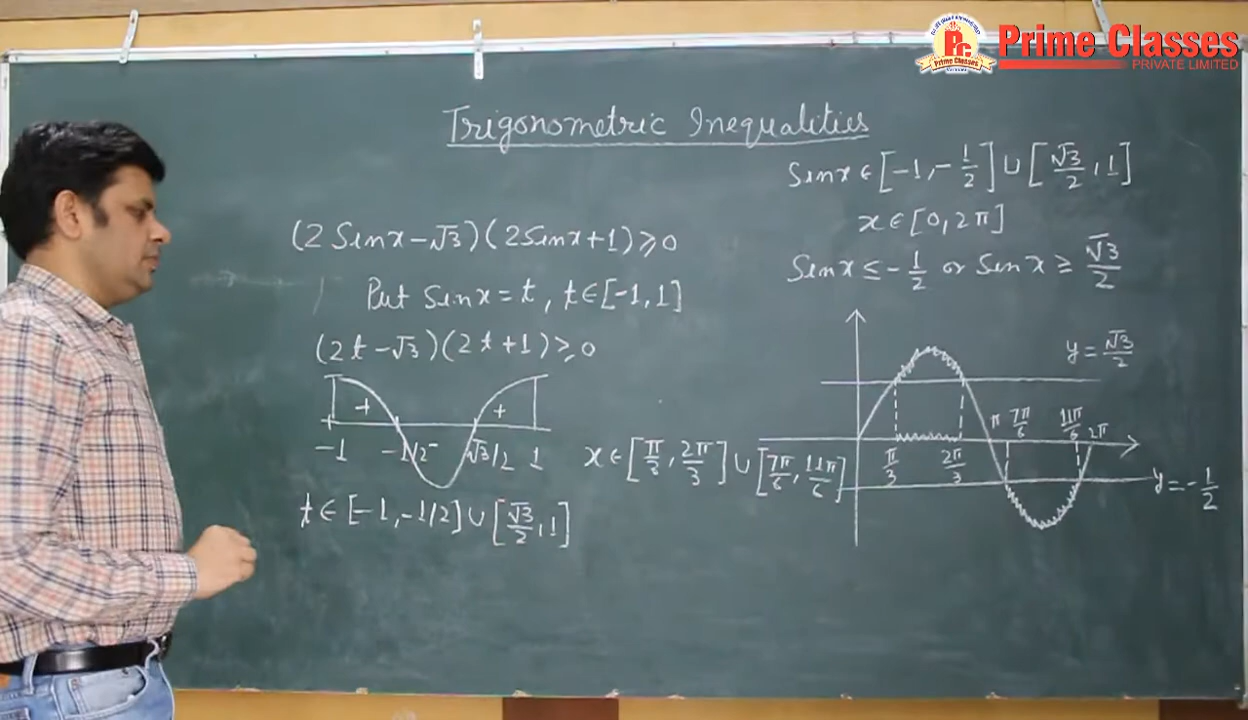 Prime Classes
PRIVATE LIMITED
Trigonometric Inequalities
(2 Sinx-√3)(2Sinx+1)⩾0
Put Sinx=t, t∈[-1,1]
(2t-√3)(2t+1)⩾0
+ +
-1 -1/2 √3/2 1
t∈[-1,-1/2]∪[√3/2,1]
Sinx∈[-1,-1/2]∪[√3/2,1]
x∈[0,2π]
Sinx≤-1/2 or Sinx≥√3/2
y=√3/2
π 7π/6 11π/6 2π
π/3 2π/3
y=-1/2
x∈[π/3,2π/3]∪[7π/6,11π/6]